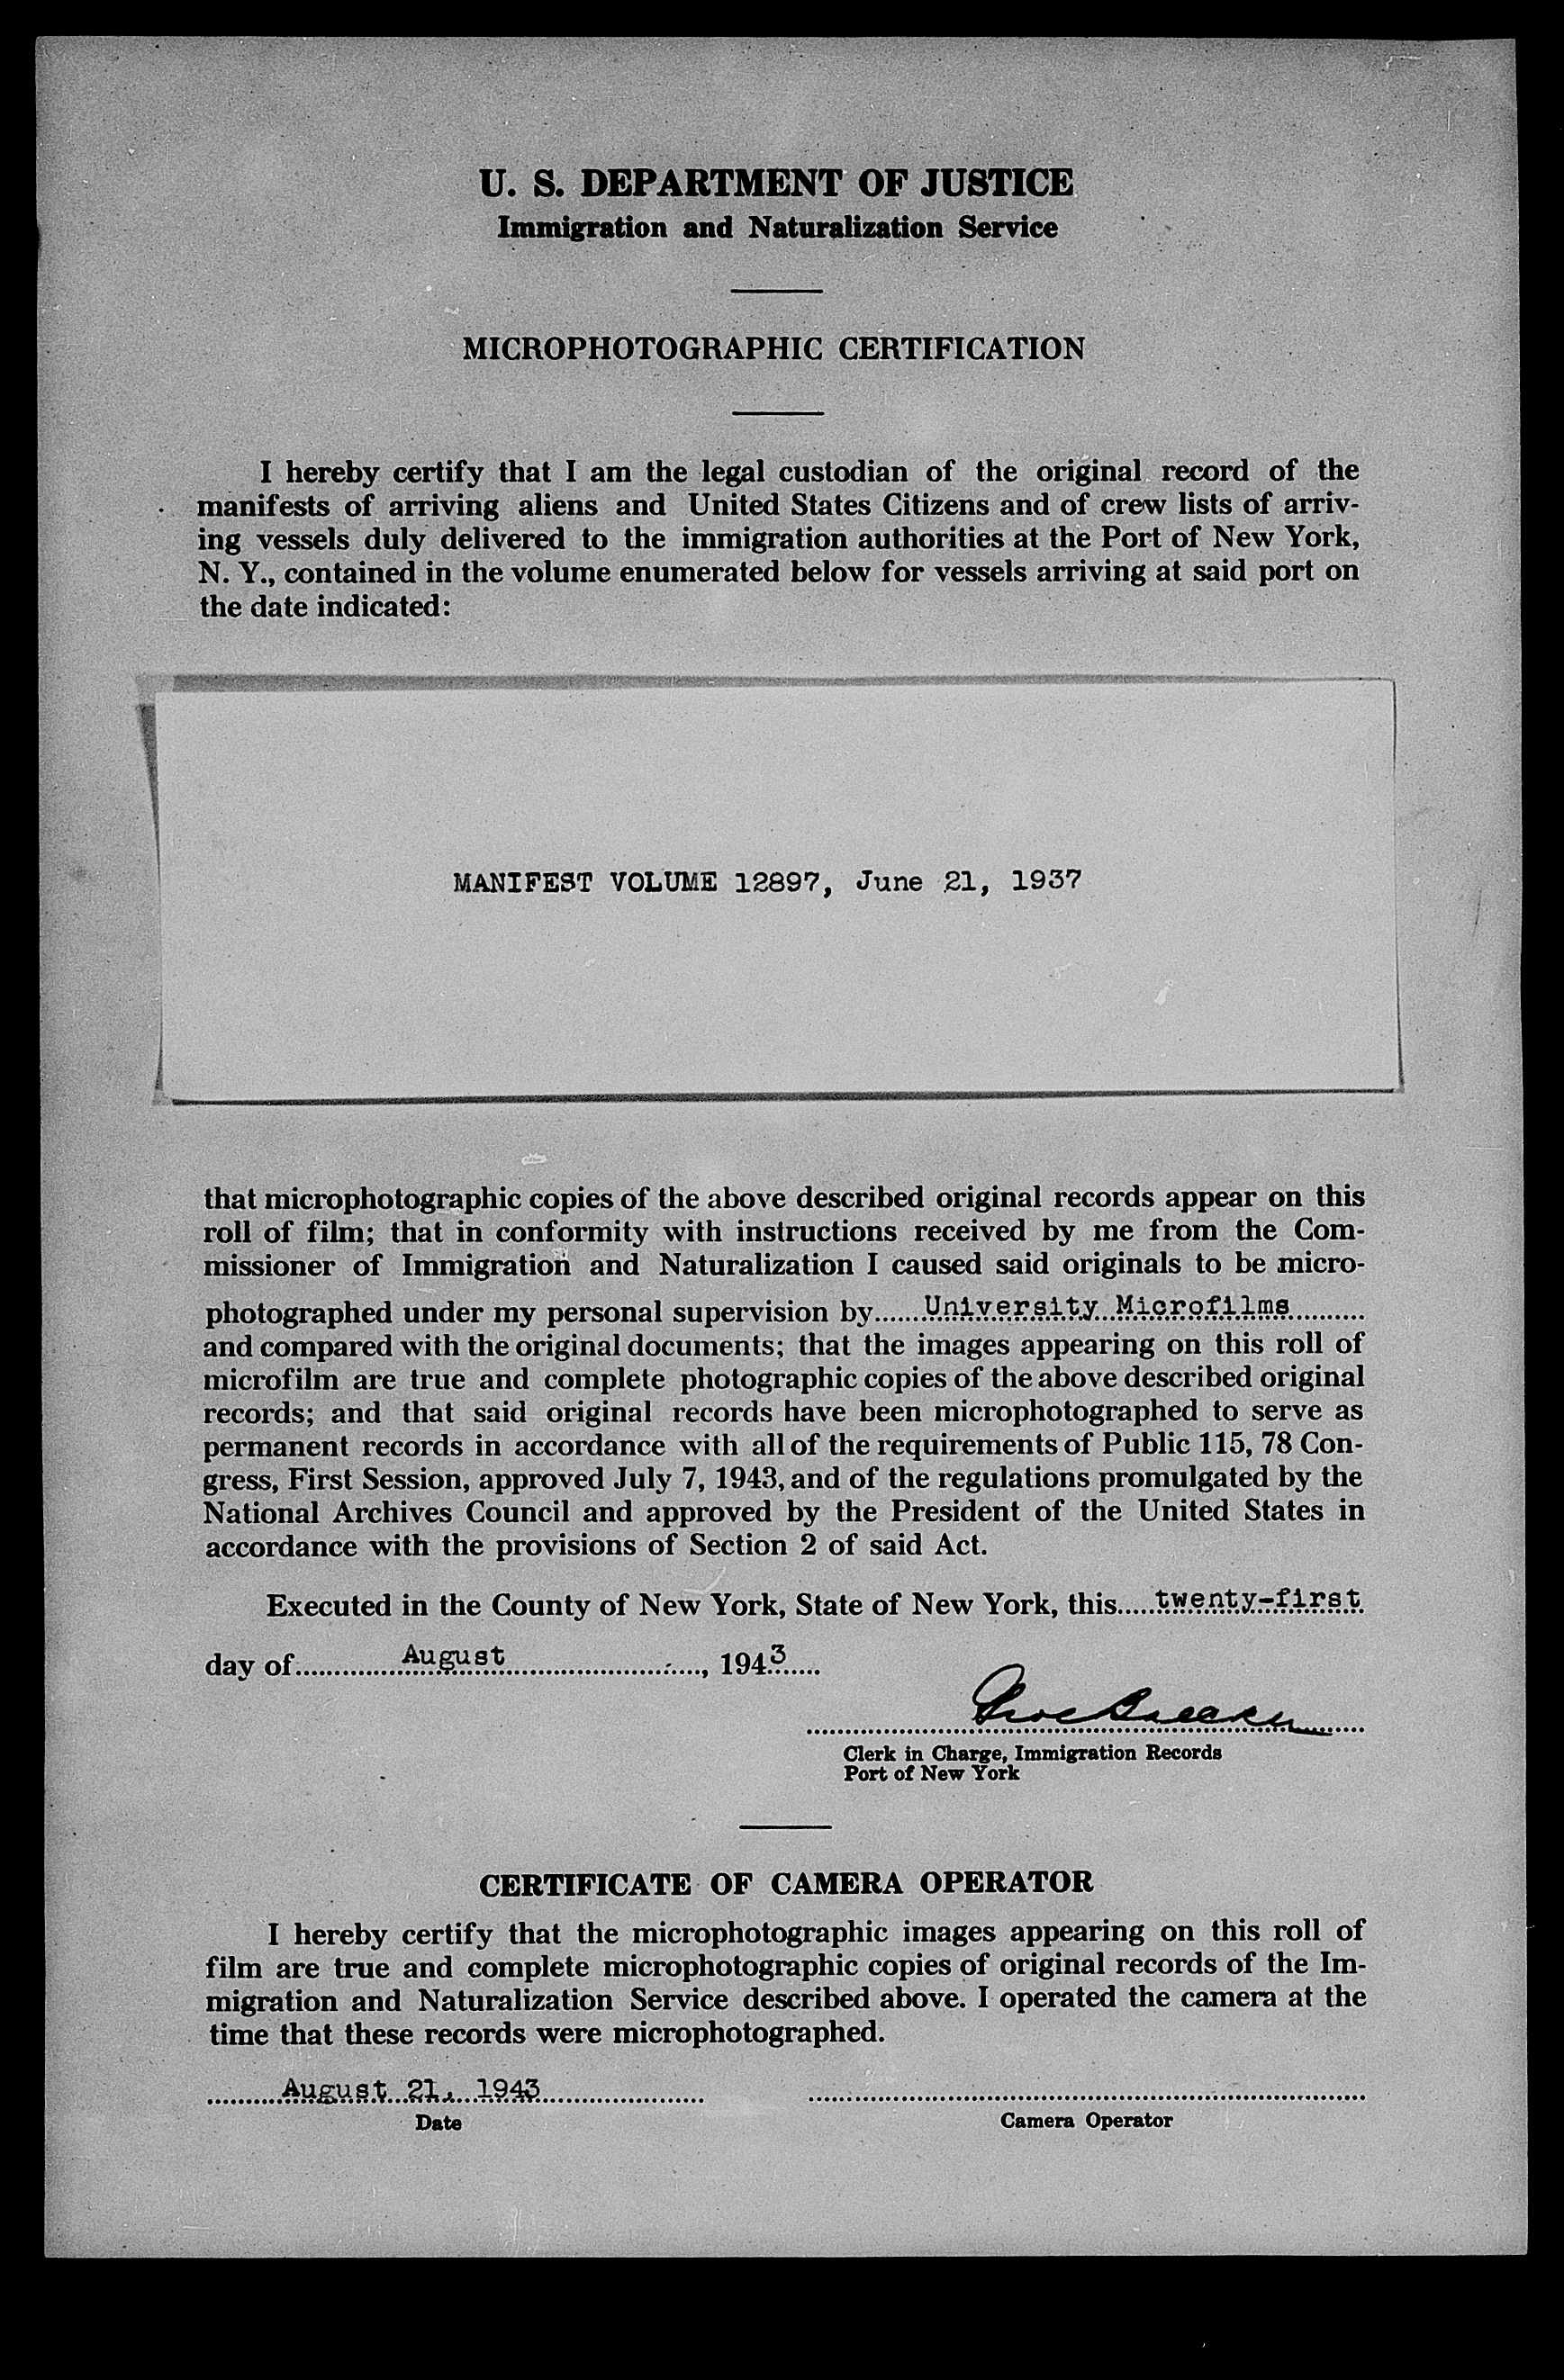 U. S. DEPARTMENT OF JUSTICE
Immigration and Naturalization Service
MICROPHOTOGRAPHIC CERTIFICATION
I hereby certify that I am the legal custodian of the original record of the
manifests of arriving aliens and United States Citizens and of crew lists of arriv-
ing vessels duly delivered to the immigration authorities at the Port of New York,
N. Y., contained in the volume enumerated below for vessels arriving at said port on
the date indicated:
MANIFEST VOLUME 12897, June 21, 1937
that microphotographic copies of the above described original records appear on this
roll of film; that in conformity with instructions received by me from the Com-
missioner of Immigration and Naturalization I caused said originals to be micro-
photographed under my personal supervision by......University Microfilms..........
and compared with the original documents; that the images appearing on this roll of
microfilm are true and complete photographic copies of the above described original
records; and that said original records have been microphotographed to serve as
permanent records in accordance with all of the requirements of Public 115, 78 Con-
gress, First Session, approved July 7, 1943, and of the regulations promulgated by the
National Archives Council and approved by the President of the United States in
accordance with the provisions of Section 2 of said Act.
Executed in the County of New York, State of New York, this.....twenty-first
day of..............August............................, 1943.....
Clerk in Charge, Immigration Records
Port of New York
CERTIFICATE OF CAMERA OPERATOR
I hereby certify that the microphotographic images appearing on this roll of
film are true and complete microphotographic copies of original records of the Im-
migration and Naturalization Service described above. I operated the camera at the
time that these records were microphotographed.
August 21, 1943
Date
Camera Operator